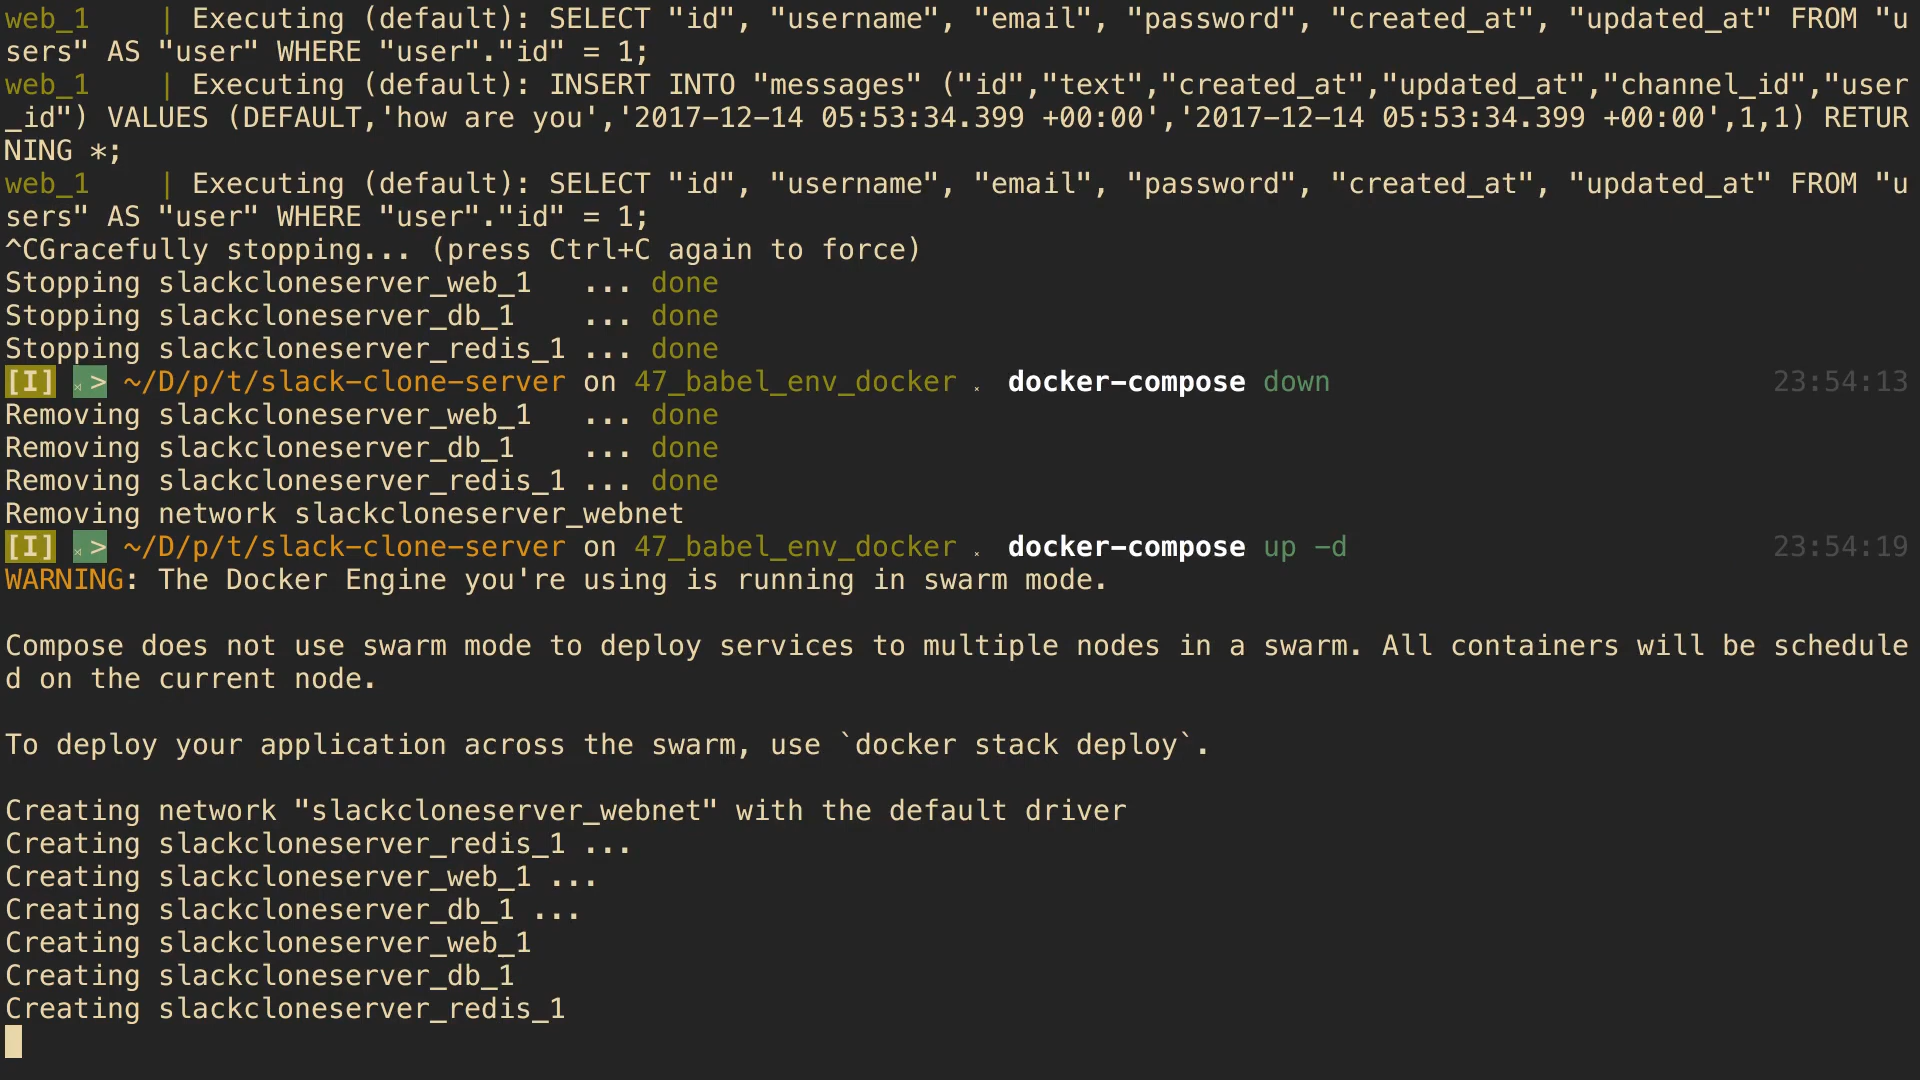 web_1    | Executing (default): SELECT "id", "username", "email", "password", "created_at", "updated_at" FROM "u
sers" AS "user" WHERE "user"."id" = 1;
web_1    | Executing (default): INSERT INTO "messages" ("id","text","created_at","updated_at","channel_id","user
_id") VALUES (DEFAULT,'how are you','2017-12-14 05:53:34.399 +00:00','2017-12-14 05:53:34.399 +00:00',1,1) RETUR
NING *;
web_1    | Executing (default): SELECT "id", "username", "email", "password", "created_at", "updated_at" FROM "u
sers" AS "user" WHERE "user"."id" = 1;
^CGracefully stopping... (press Ctrl+C again to force)
Stopping slackcloneserver_web_1   ... done
Stopping slackcloneserver_db_1    ... done
Stopping slackcloneserver_redis_1 ... done
[I] > ~/D/p/t/slack-clone-server on 47_babel_env_docker docker-compose down 23:54:13
Removing slackcloneserver_web_1   ... done
Removing slackcloneserver_db_1    ... done
Removing slackcloneserver_redis_1 ... done
Removing network slackcloneserver_webnet
[I] > ~/D/p/t/slack-clone-server on 47_babel_env_docker docker-compose up -d 23:54:19
WARNING: The Docker Engine you're using is running in swarm mode.
Compose does not use swarm mode to deploy services to multiple nodes in a swarm. All containers will be schedule
d on the current node.
To deploy your application across the swarm, use `docker stack deploy`.
Creating network "slackcloneserver_webnet" with the default driver
Creating slackcloneserver_redis_1 ...
Creating slackcloneserver_web_1 ...
Creating slackcloneserver_db_1 ...
Creating slackcloneserver_web_1
Creating slackcloneserver_db_1
Creating slackcloneserver_redis_1